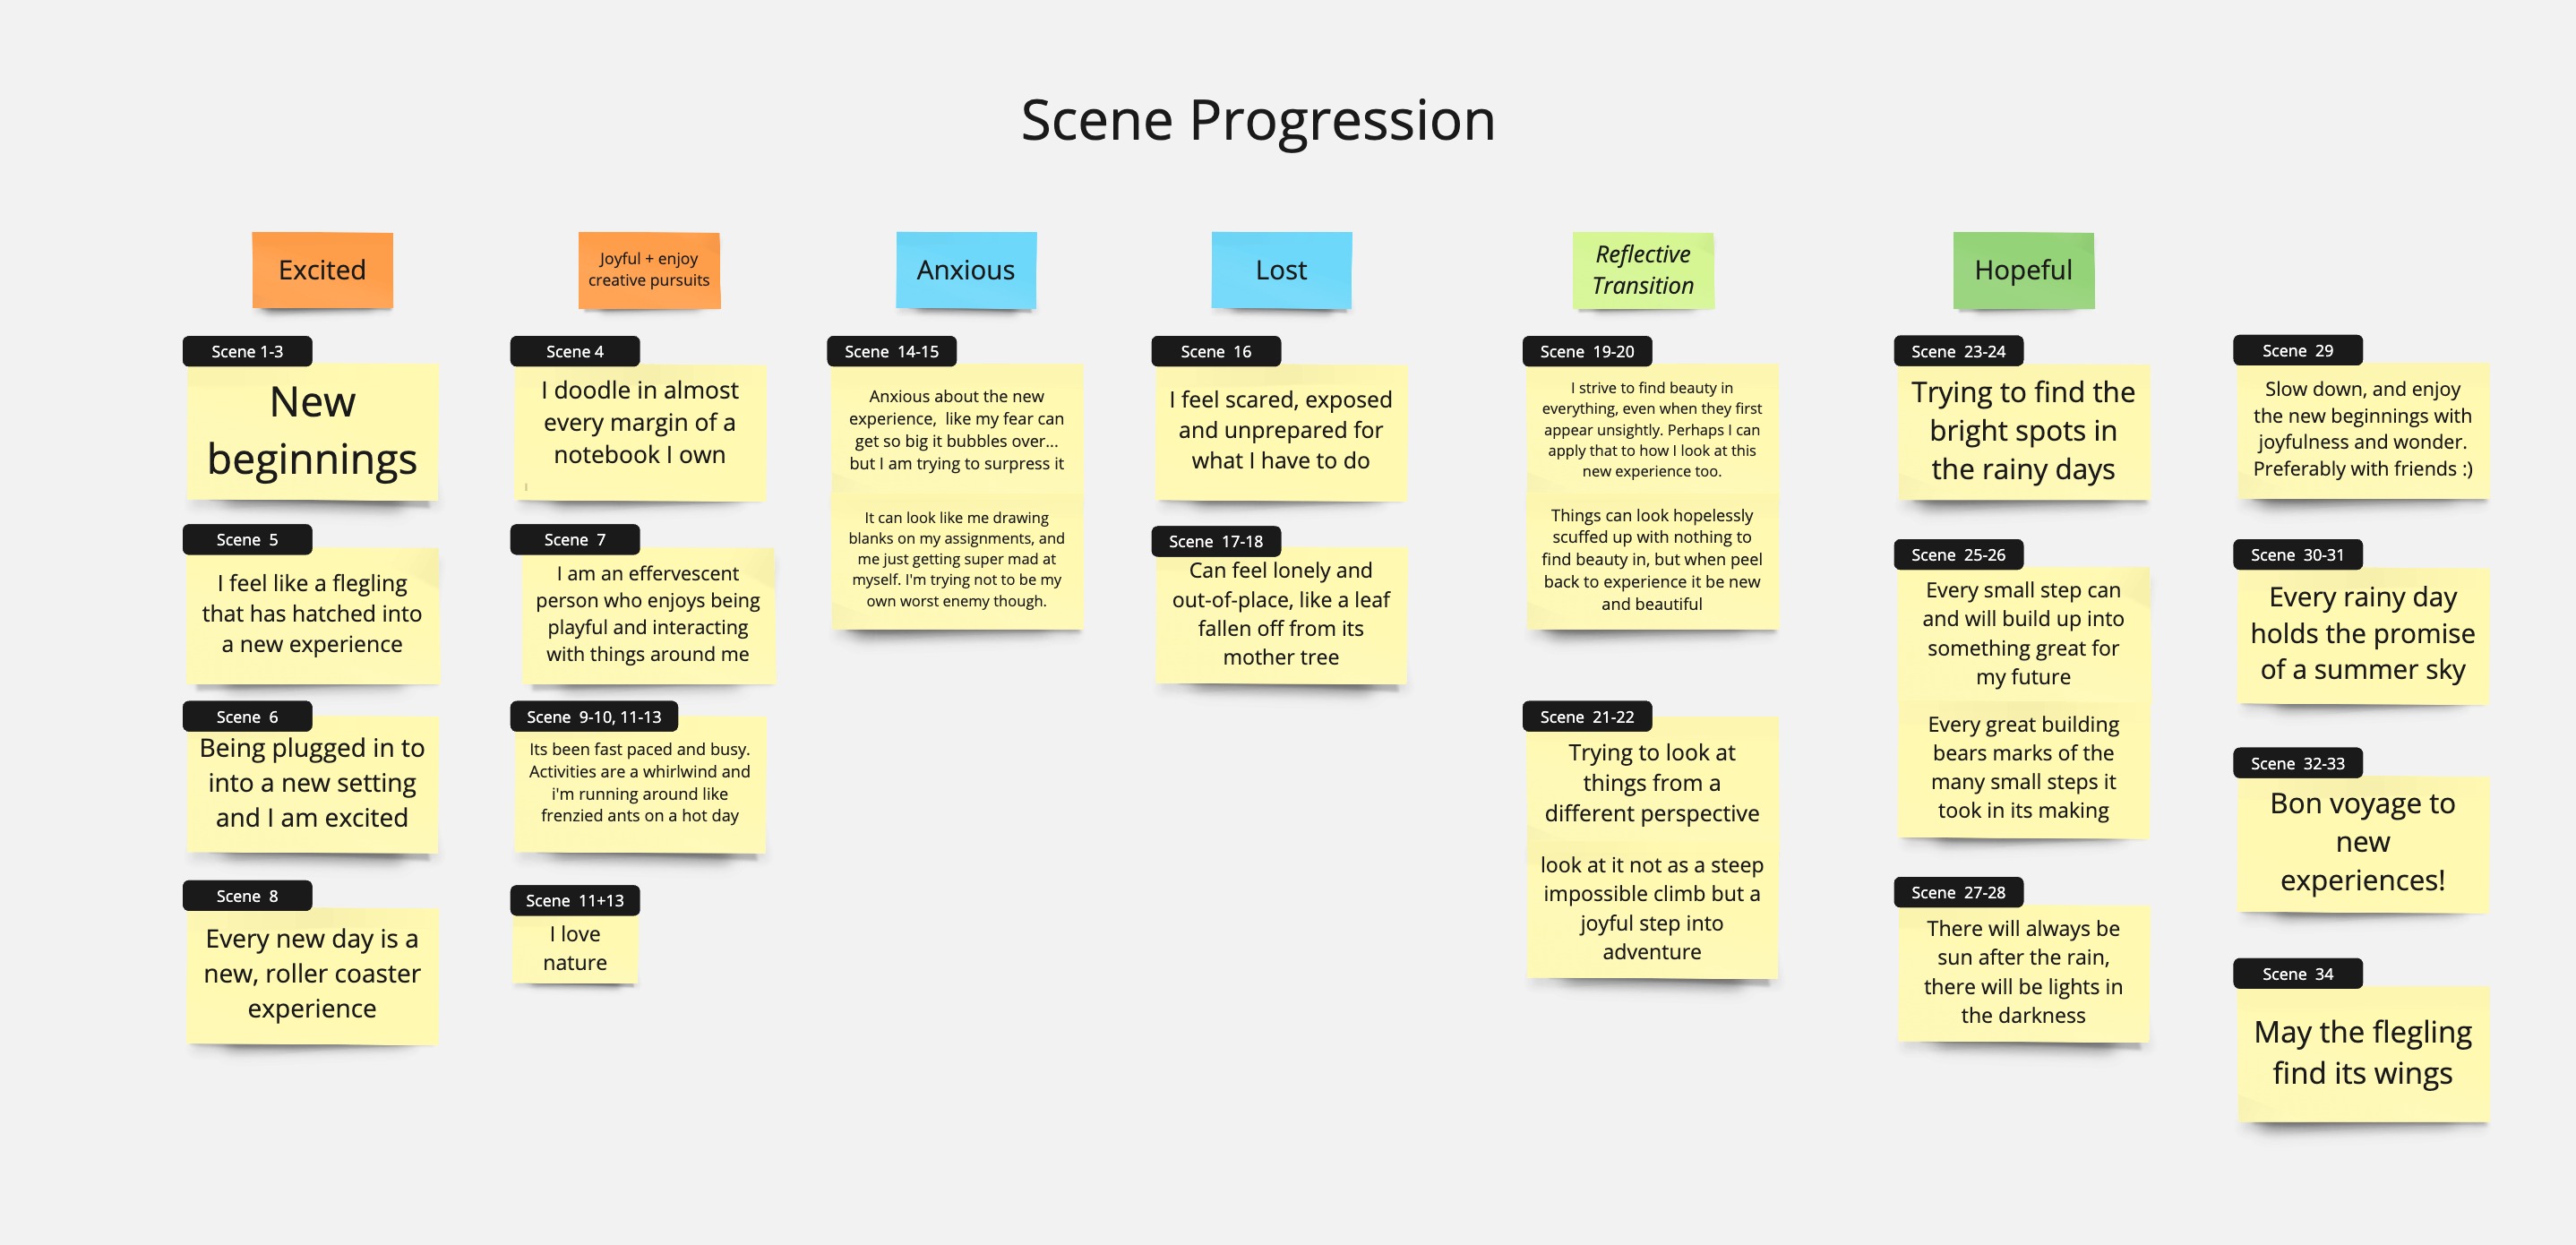 Scene Progression
Excited
Scene 1-3
New
beginnings
Scene 5
I feel like a flegling
that has hatched into
a new experience
Scene 6
Being plugged in to
into a new setting
and I am excited
Scene 8
Every new day is a
new, roller coaster
experience
Joyful + enjoy
creative pursuits
Scene 4
I doodle in almost
every margin of a
notebook I own
Scene 7
I am an effervescent
person who enjoys being
playful and interacting
with things around me
Scene 9-10, 11-13
Its been fast paced and busy.
Activities are a whirlwind and
i'm running around like
frenzied ants on a hot day
Scene 11+13
I love
nature
Anxious
Scene 14-15
Anxious about the new
experience, like my fear can
get so big it bubbles over...
but I am trying to surpress it
It can look like me drawing
blanks on my assignments, and
me just getting super mad at
myself. I'm trying not to be my
own worst enemy though.
Lost
Scene 16
I feel scared, exposed
and unprepared for
what I have to do
Scene 17-18
Can feel lonely and
out-of-place, like a leaf
fallen off from its
mother tree
Reflective
Transition
Scene 19-20
I strive to find beauty in
everything, even when they first
appear unsightly. Perhaps I can
apply that to how I look at this
new experience too.
Things can look hopelessly
scuffed up with nothing to
find beauty in, but when peel
back to experience it be new
and beautiful
Scene 21-22
Trying to look at
things from a
different perspective
look at it not as a steep
impossible climb but a
joyful step into
adventure
Hopeful
Scene 23-24
Trying to find the
bright spots in
the rainy days
Scene 25-26
Every small step can
and will build up into
something great for
my future
Every great building
bears marks of the
many small steps it
took in its making
Scene 27-28
There will always be
sun after the rain,
there will be lights in
the darkness
Scene 29
Slow down, and enjoy
the new beginnings with
joyfulness and wonder.
Preferably with friends :)
Scene 30-31
Every rainy day
holds the promise
of a summer sky
Scene 32-33
Bon voyage to
new
experiences!
Scene 34
May the flegling
find its wings